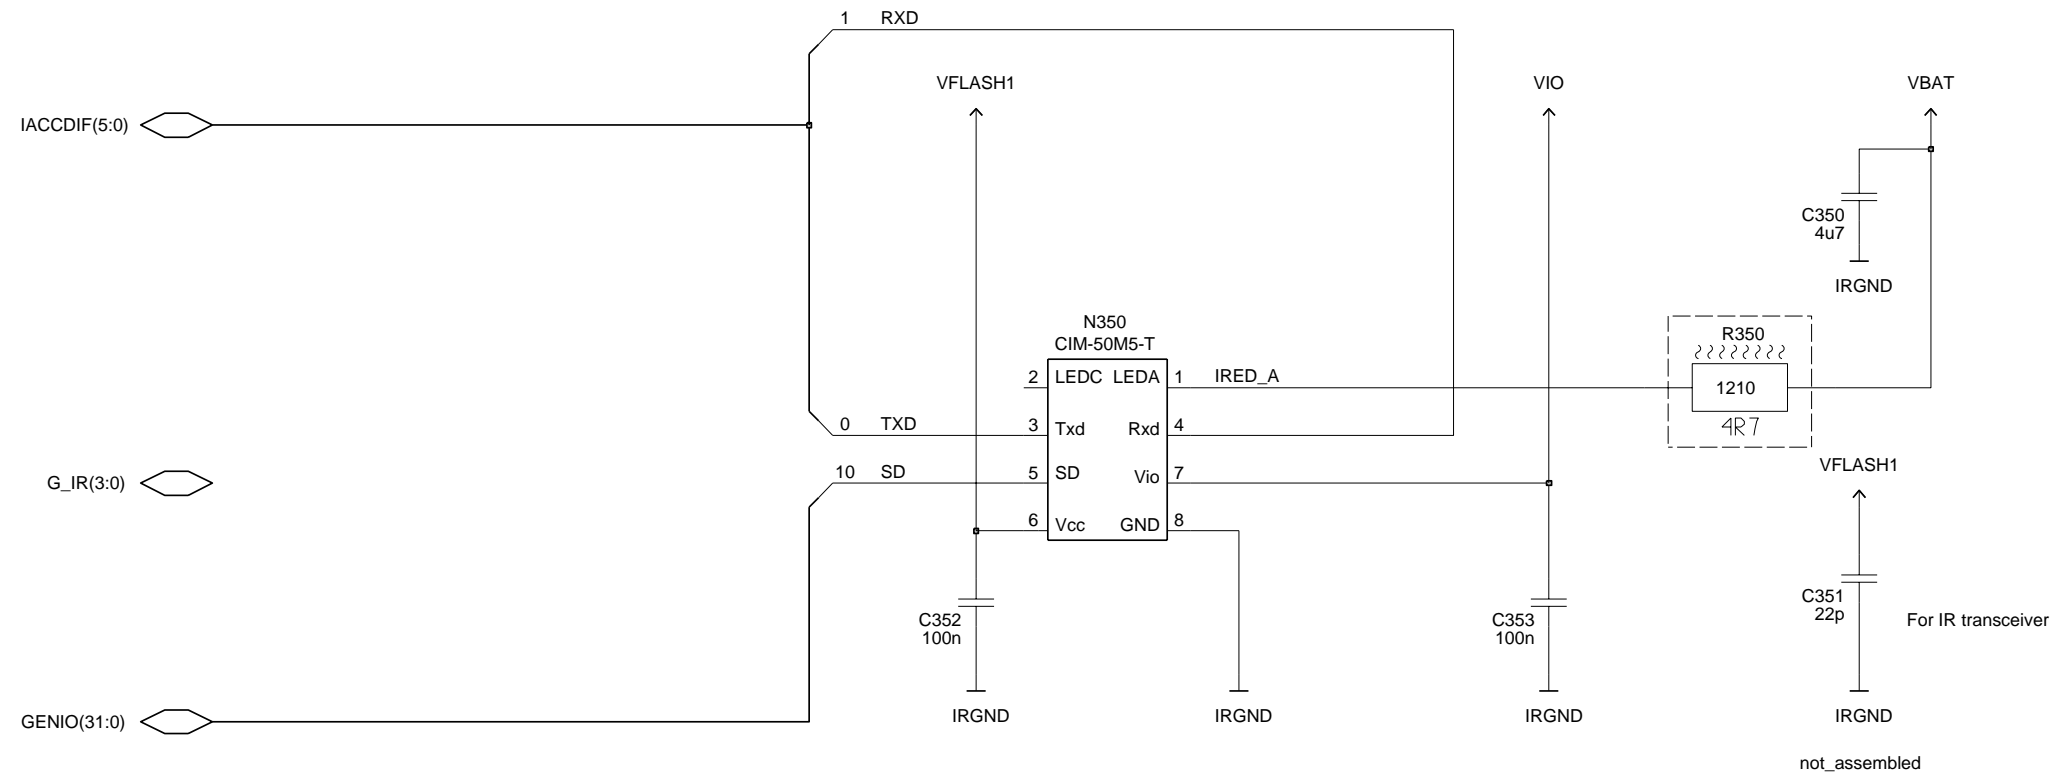 1 RXD
VFLASH1
VIO
VBAT
IACCDIF(5:0)
C350
4u7
IRGND
N350
CIM-50M5-T
R350
2 LEDC LEDA 1 IRED_A
1210
0 TXD 3 Txd Rxd 4
4R7
VFLASH1
G_IR(3:0)
10 SD 5 SD Vio 7
6 Vcc GND 8
C352
100n
C353
100n
C351
22p
For IR transceiver
IRGND
IRGND
IRGND
IRGND
GENIO(31:0)
not_assembled